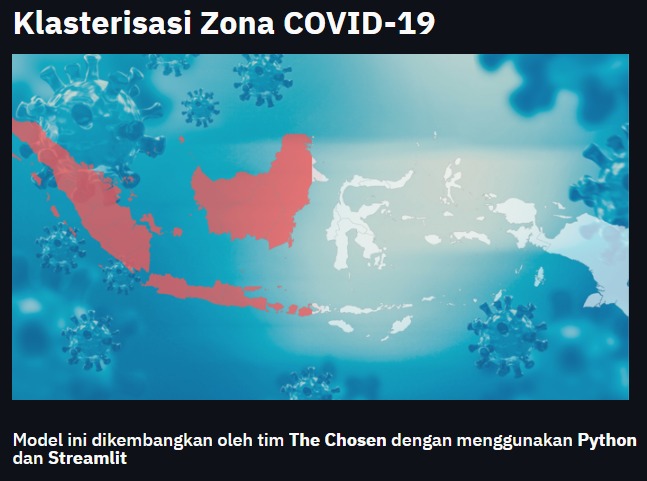 Klasterisasi Zona COVID-19
Model ini dikembangkan oleh tim The Chosen dengan menggunakan Python
dan Streamlit